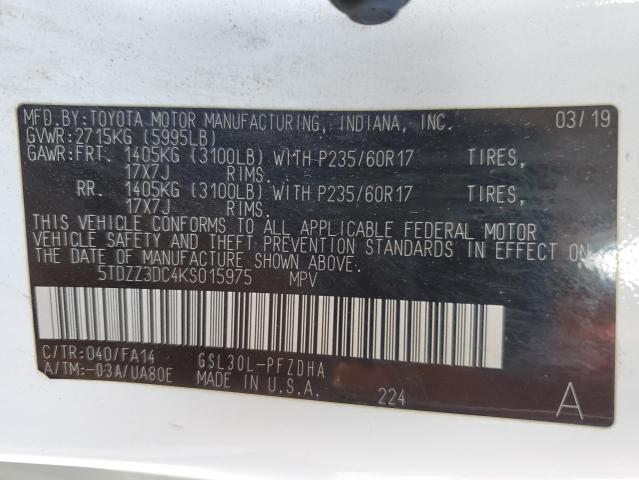 MFD.BY:TOYOTA MOTOR MANUFACTURING, INDIANA, INC. 03/19
GVWR:2715KG (5995LB)
GAWR:FRT. 1405KG (3100LB) WITH P235/60R17 TIRES,
17X7J RIMS.
RR. 1405KG (3100LB) WITH P235/60R17 TIRES,
17X7J RIMS.
THIS VEHICLE CONFORMS TO ALL APPLICABLE FEDERAL MOTOR
VEHICLE SAFETY AND THEFT PREVENTION STANDARDS IN EFFECT ON
THE DATE OF MANUFACTURE SHOWN ABOVE.
5TDZZ3DC4KS015975 MPV
C/TR:040/FA14 GSL30L-PFZDHA
A/TM:-03A/UA80E MADE IN U.S.A. 224 A